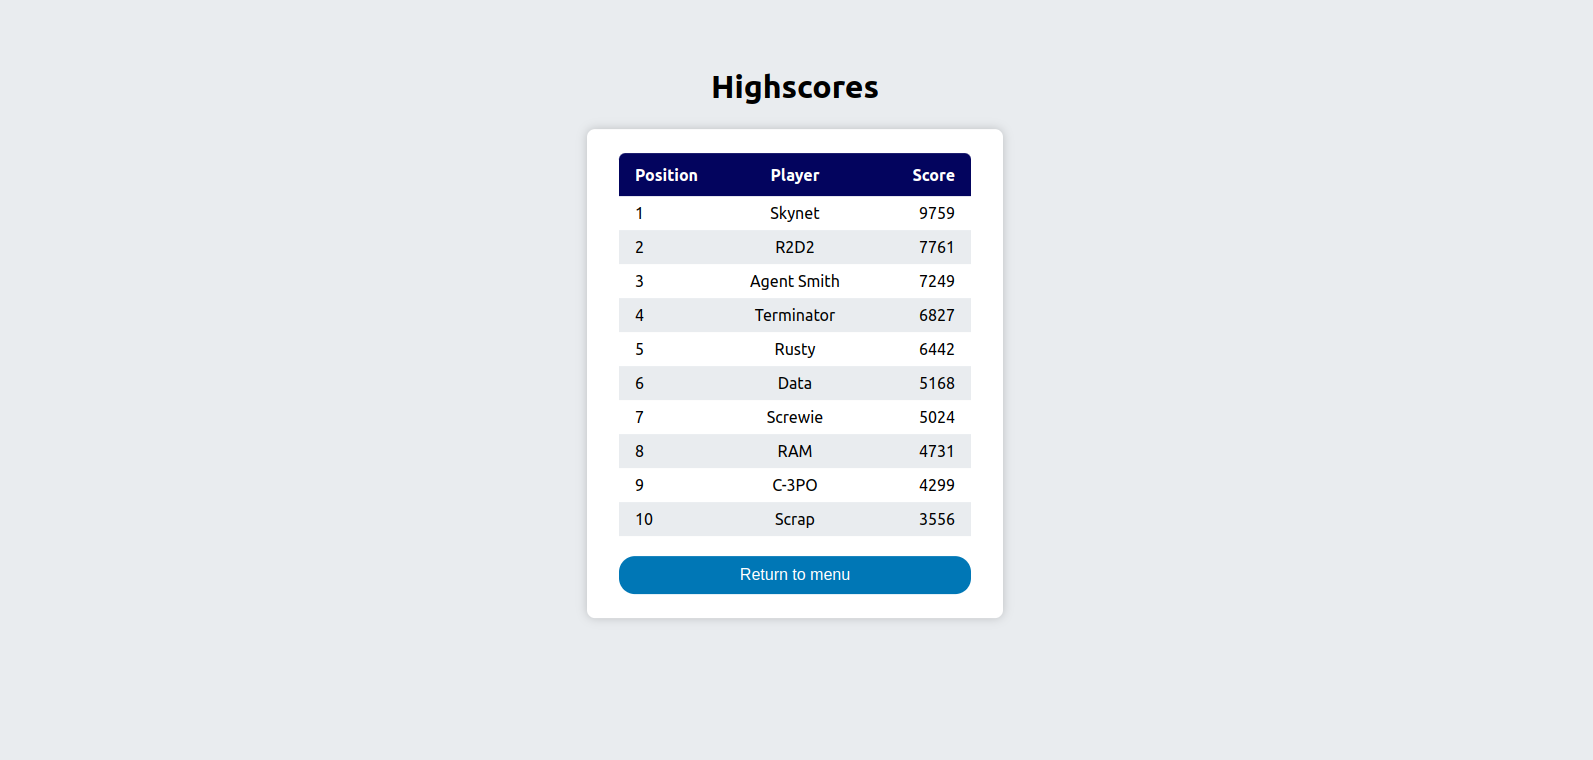 Highscores
Position Player Score
1 Skynet 9759
2 R2D2 7761
3 Agent Smith 7249
4 Terminator 6827
5 Rusty 6442
6 Data 5168
7 Screwie 5024
8 RAM 4731
9 C-3PO 4299
10 Scrap 3556
Return to menu